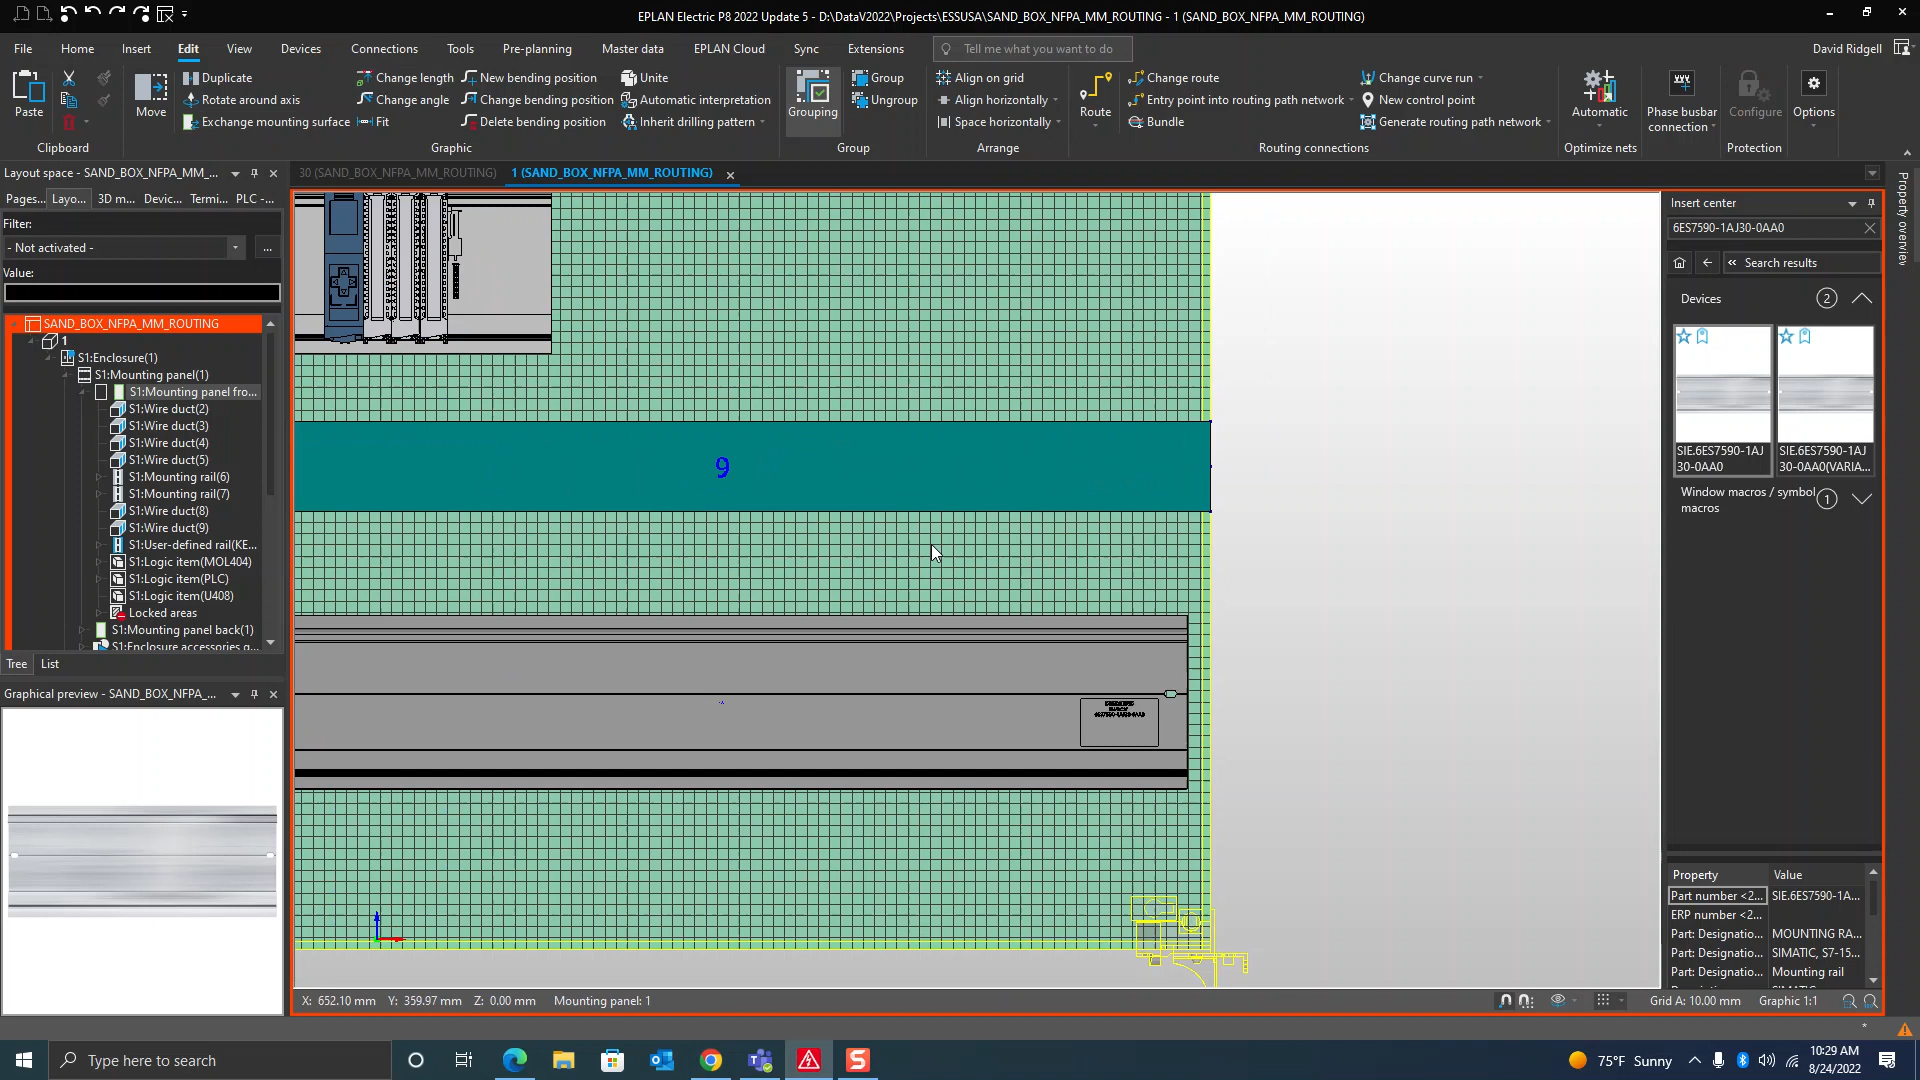 EPLAN Electric P8 2022 Update 5 - D:\DataV2022\Projects\ESSUSA\SAND_BOX_NFPA_MM_ROUTING - 1 (SAND_BOX_NFPA_MM_ROUTING)
File Home Insert Edit View Devices Connections Tools Pre-planning Master data EPLAN Cloud Sync Extensions Tell me what you want to do David Ridgell
Paste
Clipboard
Move
Duplicate
Rotate around axis
Exchange mounting surface
Change length
Change angle
Fit
New bending position
Change bending position
Delete bending position
Unite
Automatic interpretation
Inherit drilling pattern
Graphic
Grouping
Group
Ungroup
Group
Align on grid
Align horizontally
Space horizontally
Arrange
Route
Change route
Entry point into routing path network
Bundle
Change curve run
New control point
Generate routing path network
Routing connections
Automatic
Optimize nets
Phase busbar
connection
Configure
Protection
Options
Layout space - SAND_BOX_NFPA_MM_...
Pages... Layo... 3D m... Devic... Termi... PLC -...
Filter:
- Not activated -
...
Value:
SAND_BOX_NFPA_MM_ROUTING
1
S1:Enclosure(1)
S1:Mounting panel(1)
S1:Mounting panel fro...
S1:Wire duct(2)
S1:Wire duct(3)
S1:Wire duct(4)
S1:Wire duct(5)
S1:Mounting rail(6)
S1:Mounting rail(7)
S1:Wire duct(8)
S1:Wire duct(9)
S1:User-defined rail(KE...
S1:Logic item(MOL404)
S1:Logic item(PLC)
S1:Logic item(U408)
Locked areas
S1:Mounting panel back(1)
S1:Enclosure accessories g...
Tree List
Graphical preview - SAND_BOX_NFPA_...
30 (SAND_BOX_NFPA_MM_ROUTING) 1 (SAND_BOX_NFPA_MM_ROUTING)
9
X: 652.10 mm Y: 359.97 mm Z: 0.00 mm Mounting panel: 1
Grid A: 10.00 mm Graphic 1:1
Insert center
6ES7590-1AJ30-0AA0
« Search results
Devices 2
SIE.6ES7590-1AJ
30-0AA0
SIE.6ES7590-1AJ
30-0AA0(VARIA...
Window macros / symbol
macros
1
Property Value
Part number <2... SIE.6ES7590-1A...
ERP number <2...
Part: Designatio... MOUNTING RA...
Part: Designatio... SIMATIC, S7-15...
Part: Designatio... Mounting rail
Property overview
Type here to search
75°F Sunny
10:29 AM
8/24/2022